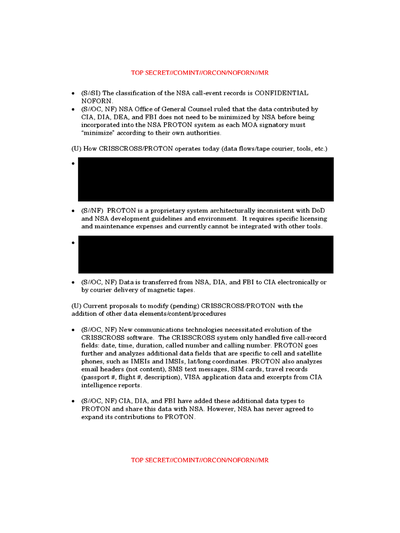 TOP SECRET//COMINT/ORCON/NOFORN//MR
• (S//SI) The classification of the NSA call-event records is CONFIDENTIAL
NOFORN.
• (S//OC, NF) NSA Office of General Counsel ruled that the data contributed by
CIA, DIA, DEA, and FBI does not need to be minimized by NSA before being
incorporated into the NSA PROTON system as each MOA signatory must
"minimize" according to their own authorities.
(U) How CRISSCROSS/PROTON operates today (data flows/tape courier, tools, etc.)
•
• (S//NF) PROTON is a proprietary system architecturally inconsistent with DoD
and NSA development guidelines and environment. It requires specific licensing
and maintenance expenses and currently cannot be integrated with other tools.
•
• (S//OC, NF) Data is transferred from NSA, DIA, and FBI to CIA electronically or
by courier delivery of magnetic tapes.
(U) Current proposals to modify (pending) CRISSCROSS/PROTON with the
addition of other data elements/content/procedures
• (S//OC, NF) New communications technologies necessitated evolution of the
CRISSCROSS software. The CRISSCROSS system only handled five call-record
fields: date, time, duration, called number and calling number. PROTON goes
further and analyzes additional data fields that are specific to cell and satellite
phones, such as IMEIs and IMSIs, lat/long coordinates. PROTON also analyzes
email headers (not content), SMS text messages, SIM cards, travel records
(passport #, flight #, description), VISA application data and excerpts from CIA
intelligence reports.
• (S//OC, NF) CIA, DIA, and FBI have added these additional data types to
PROTON and share this data with NSA. However, NSA has never agreed to
expand its contributions to PROTON.
TOP SECRET//COMINT/ORCON/NOFORN//MR